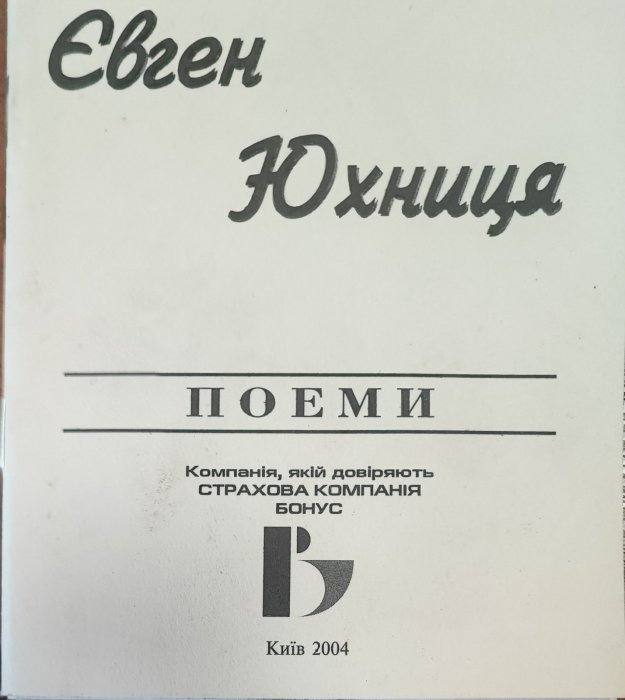 Євген
Юхниця
ПОЕМИ
Компанія, якій довіряють
СТРАХОВА КОМПАНІЯ
БОНУС
Київ 2004